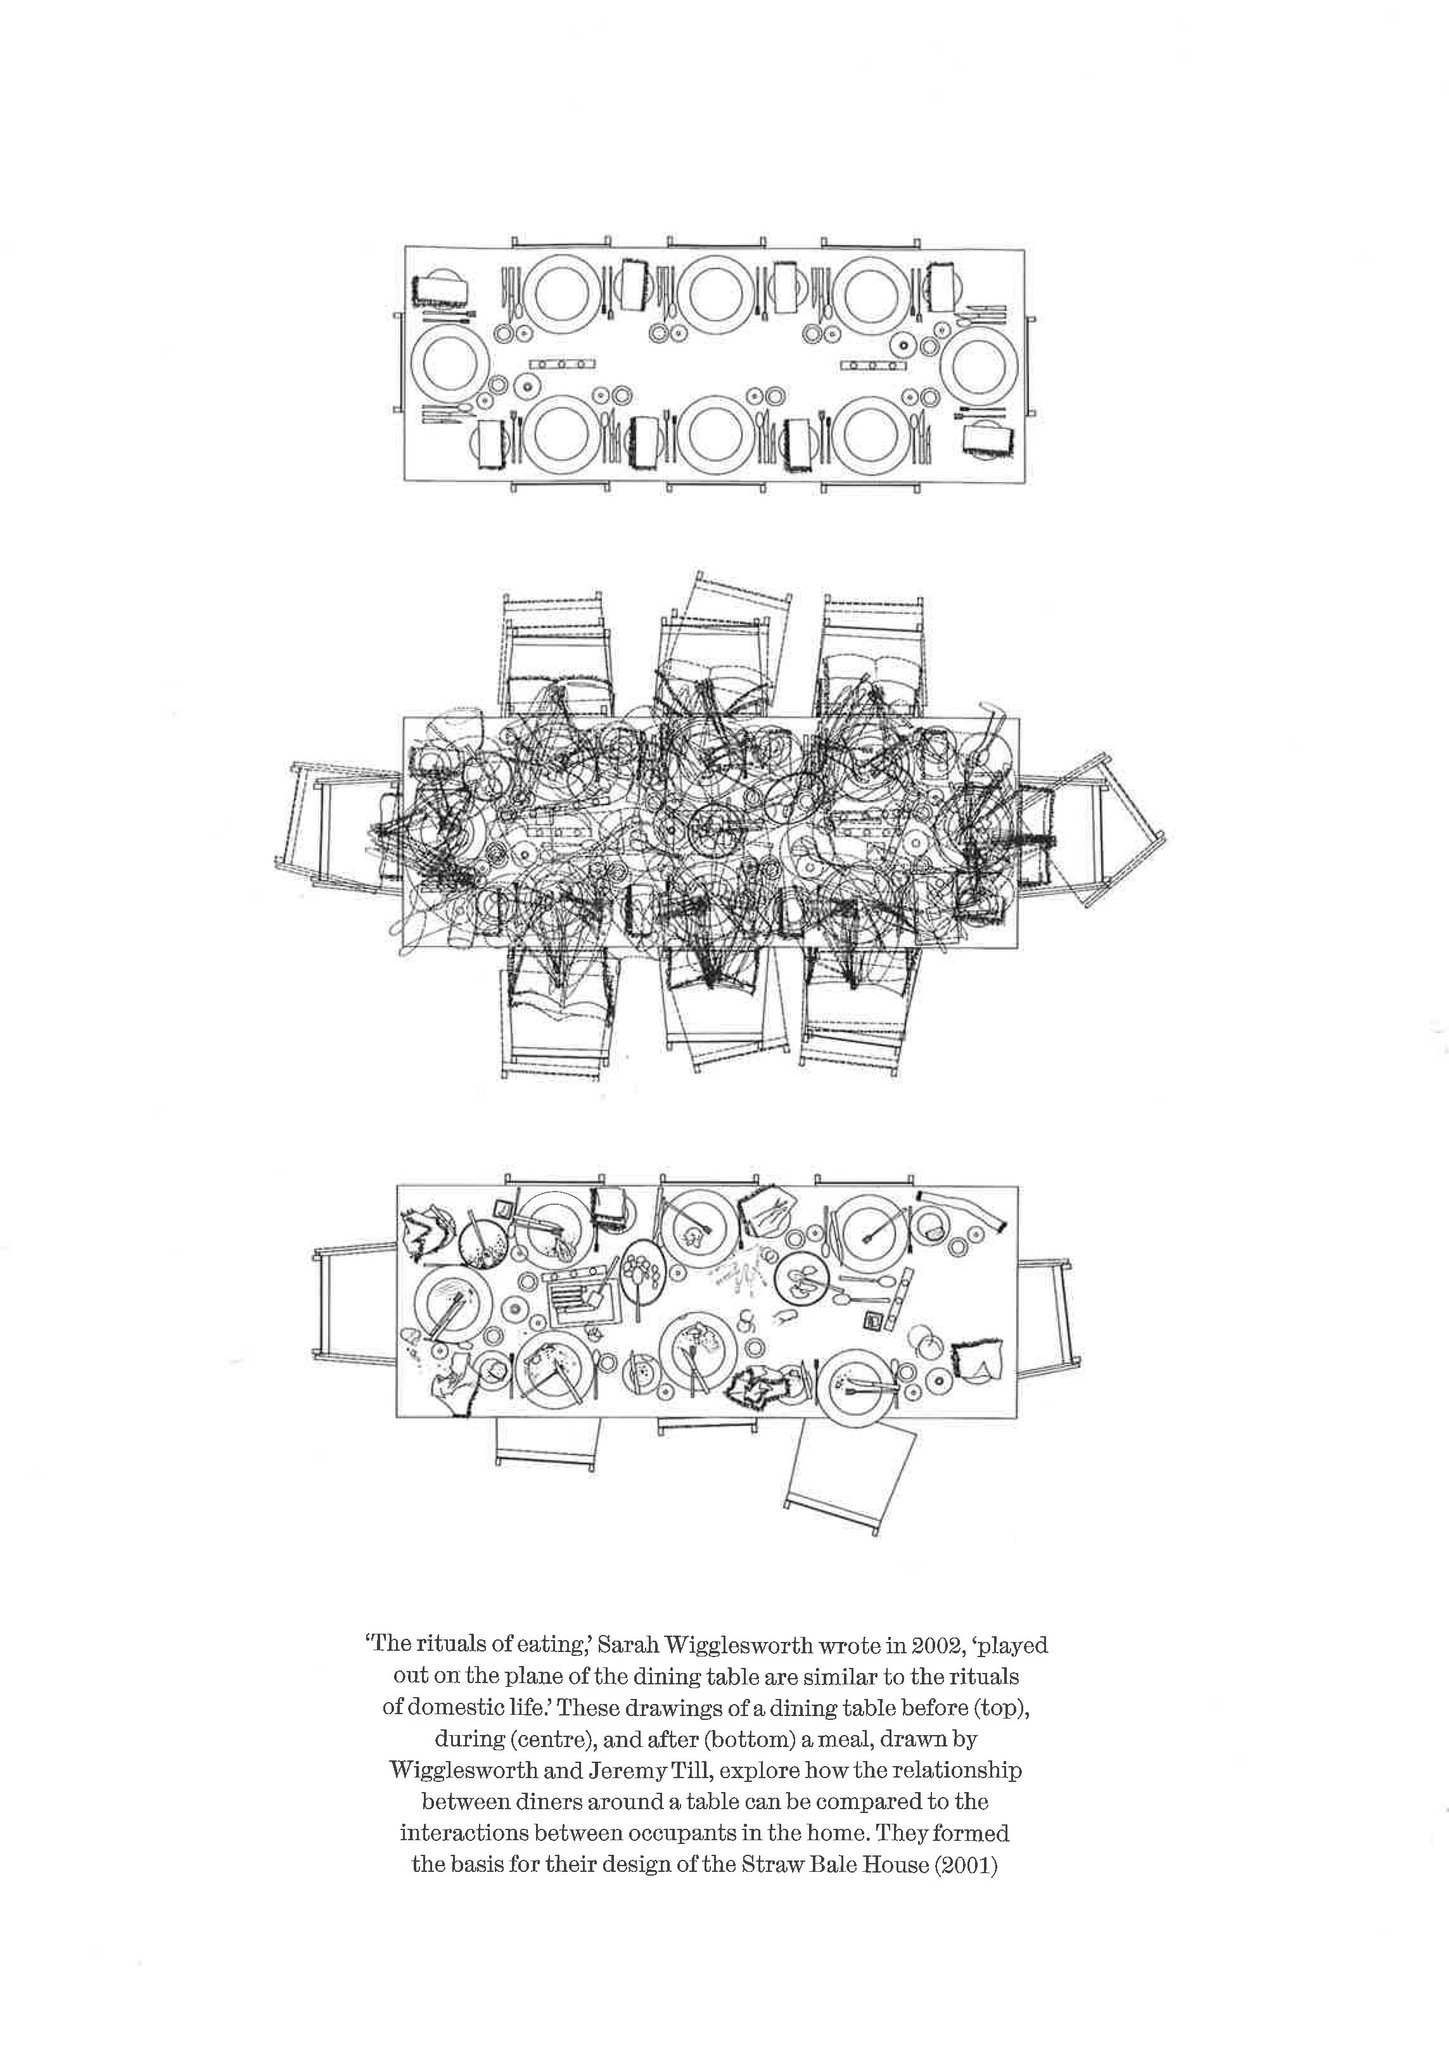 ‘The rituals of eating,’ Sarah Wigglesworth wrote in 2002, ‘played
out on the plane of the dining table are similar to the rituals
of domestic life.’ These drawings of a dining table before (top),
during (centre), and after (bottom) a meal, drawn by
Wigglesworth and Jeremy Till, explore how the relationship
between diners around a table can be compared to the
interactions between occupants in the home. They formed
the basis for their design of the Straw Bale House (2001)